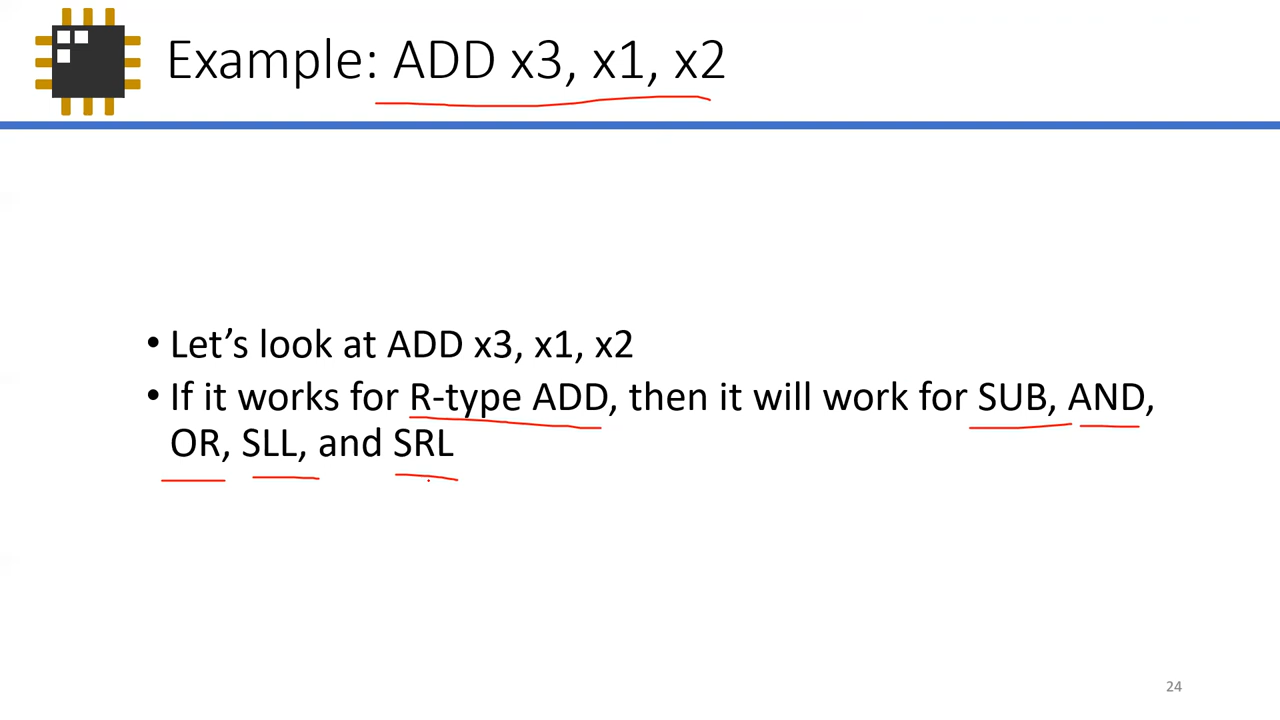 Example: ADD x3, x1, x2
• Let’s look at ADD x3, x1, x2
• If it works for R-type ADD, then it will work for SUB, AND,
OR, SLL, and SRL
24